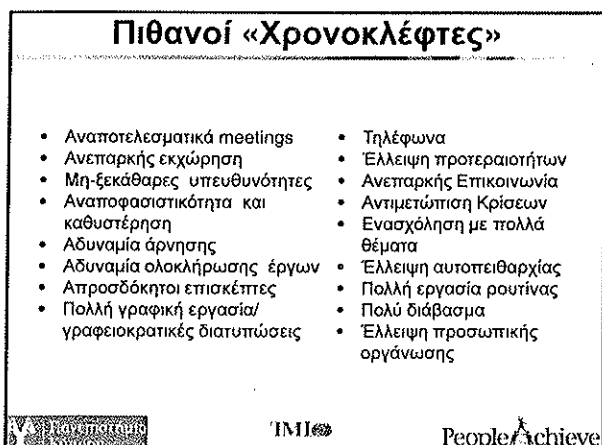 Πιθανοί «Χρονοκλέφτες»
• Αναποτελεσματικά meetings
• Ανεπαρκής εκχώρηση
• Μη-ξεκάθαρες υπευθυνότητες
• Αναποφασιστικότητα και
καθυστέρηση
• Αδυναμία άρνησης
• Αδυναμία ολοκλήρωσης έργων
• Απροσδόκητοι επισκέπτες
• Πολλή γραφική εργασία/
γραφειοκρατικές διατυπώσεις
• Τηλέφωνα
• Έλλειψη προτεραιοτήτων
• Ανεπαρκής Επικοινωνία
• Αντιμετώπιση Κρίσεων
• Ενασχόληση με πολλά
θέματα
• Έλλειψη αυτοπειθαρχίας
• Πολλή εργασία ρουτίνας
• Πολύ διάβασμα
• Έλλειψη προσωπικής
οργάνωσης
Πανεπιστήμιο
TMI
PeopleAchieve